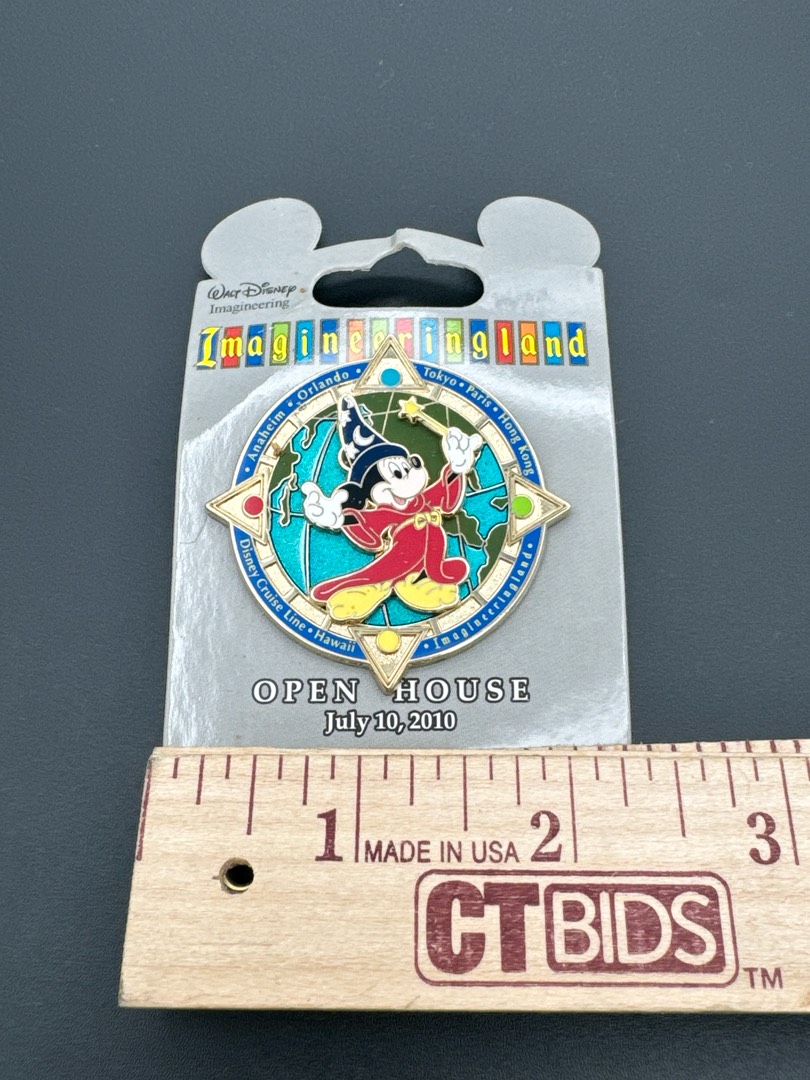 WALT DISNEY
Imagineering
Imagineeringland
• Anaheim • Orlando •
Tokyo • Paris • Hong Kong
Disney Cruise Line • Hawaii
• Imagineeringland •
OPEN HOUSE
July 10, 2010
1 MADE IN USA 2 3
CTBIDS TM